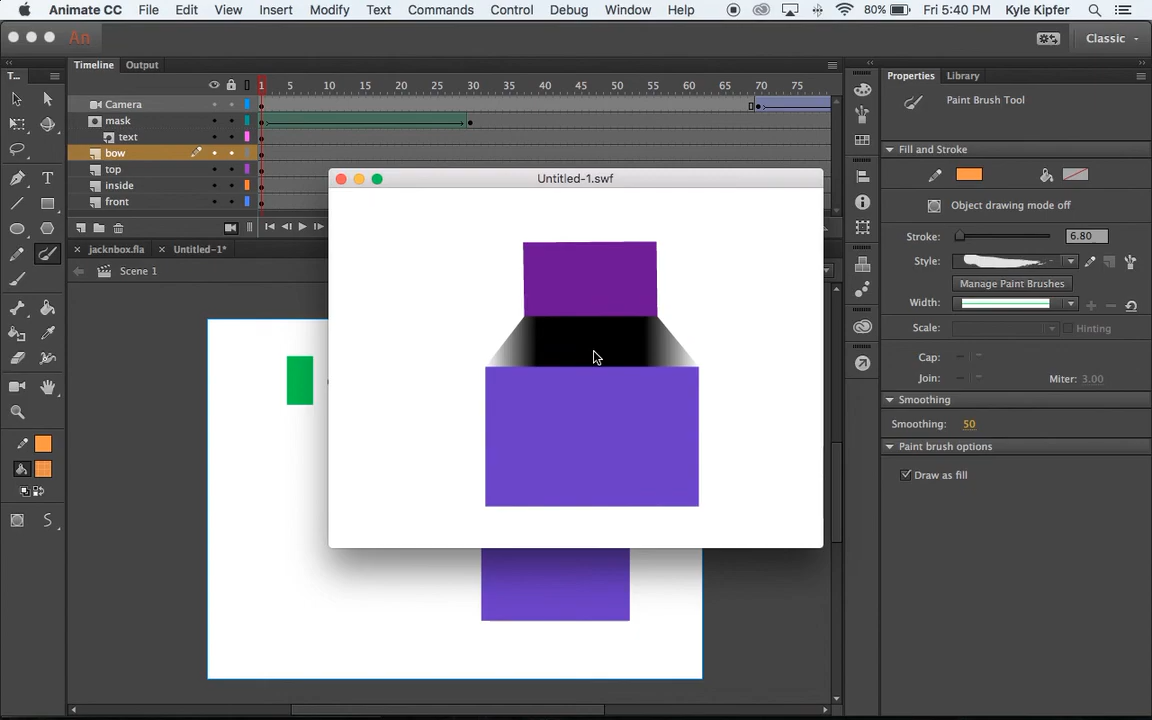 Animate CC File Edit View Insert Modify Text Commands Control Debug Window Help 80% Fri 5:40 PM Kyle Kipfer
An Classic
T... Timeline Output Properties Library
1 5 10 15 20 25 30 35 40 45 50 55 60 65 70 75
Camera
Paint Brush Tool
mask
text
bow
Fill and Stroke
top
inside
front
Untitled-1.swf
Object drawing mode off
Stroke: 6.80
jacknbox.fla Untitled-1*
Style:
Scene 1
Manage Paint Brushes
Width:
Scale: Hinting
Cap:
Join: Miter: 3.00
Smoothing
Smoothing: 50
Paint brush options
Draw as fill